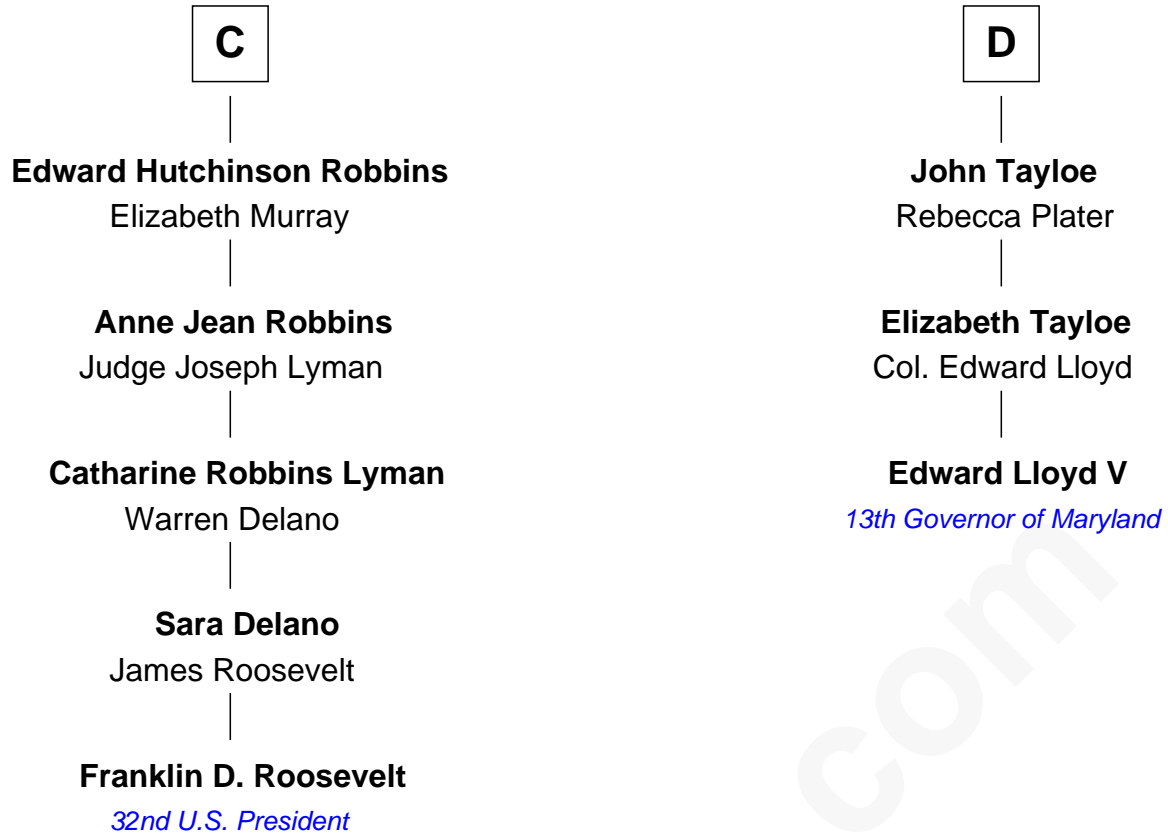 C
Edward Hutchinson Robbins
Elizabeth Murray
Anne Jean Robbins
Judge Joseph Lyman
Catharine Robbins Lyman
Warren Delano
Sara Delano
James Roosevelt
Franklin D. Roosevelt
32nd U.S. President
D
John Tayloe
Rebecca Plater
Elizabeth Tayloe
Col. Edward Lloyd
Edward Lloyd V
13th Governor of Maryland
com